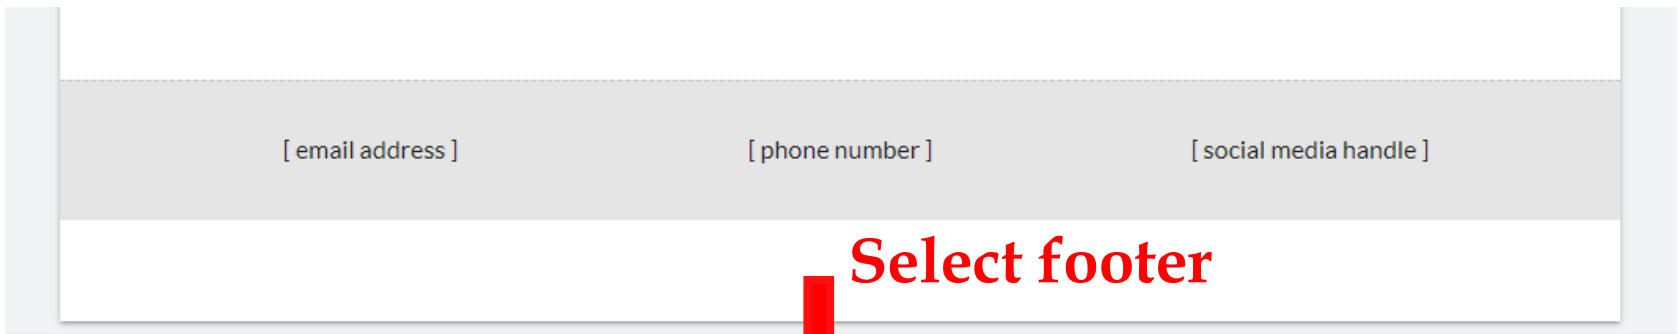 [ email address ] [ phone number ] [ social media handle ]
Select footer